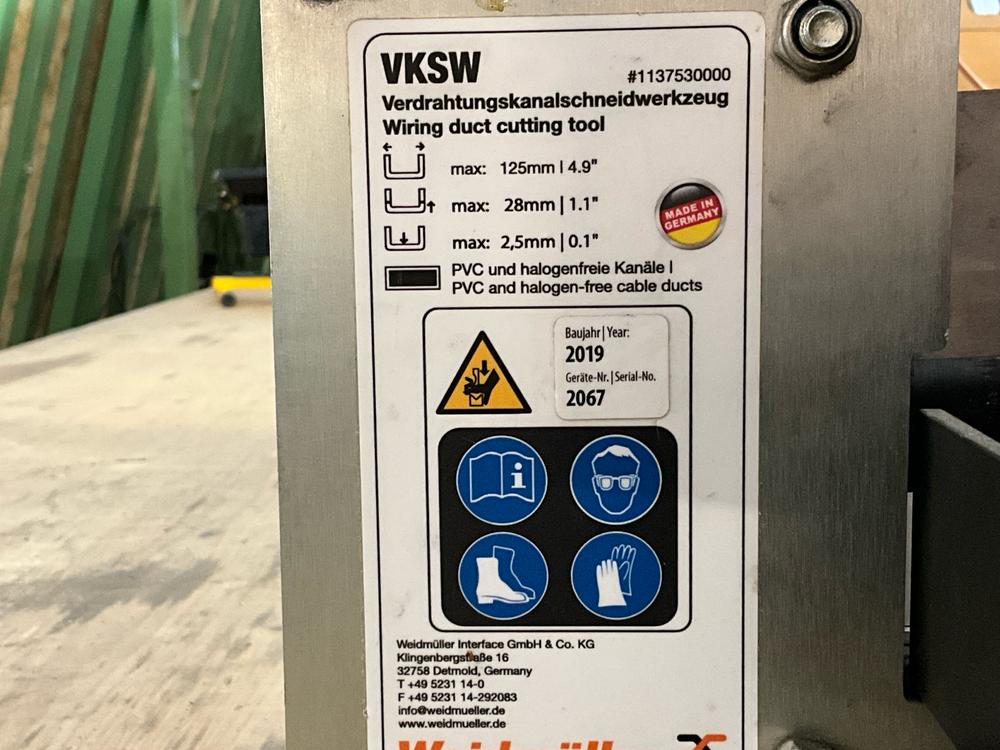 VKSW
#1137530000
Verdrahtungskanalschneidwerkzeug
Wiring duct cutting tool
max: 125mm | 4.9"
max: 28mm | 1.1"
max: 2,5mm | 0.1"
MADE IN
GERMANY
PVC und halogenfreie Kanäle |
PVC and halogen-free cable ducts
Baujahr | Year:
2019
Geräte-Nr. | Serial-No.
2067
i
Weidmüller Interface GmbH & Co. KG
Klingenbergstraße 16
32758 Detmold, Germany
T +49 5231 14-0
F +49 5231 14-292083
info@weidmueller.de
www.weidmueller.de